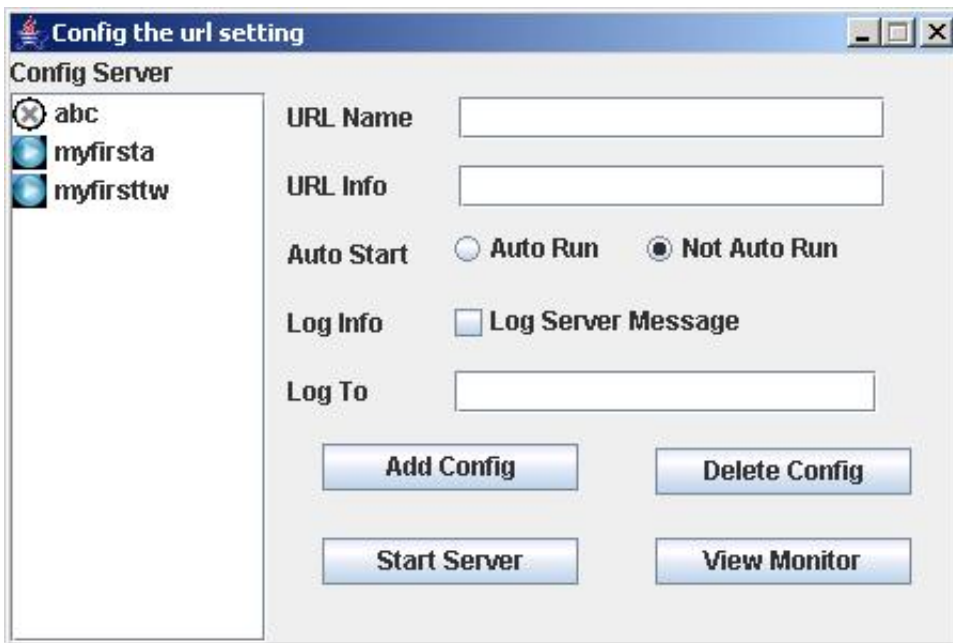 Config the url setting
Config Server
abc
myfirsta
myfirsttw
URL Name
URL Info
Auto Start Auto Run Not Auto Run
Log Info Log Server Message
Log To
Add Config Delete Config
Start Server View Monitor